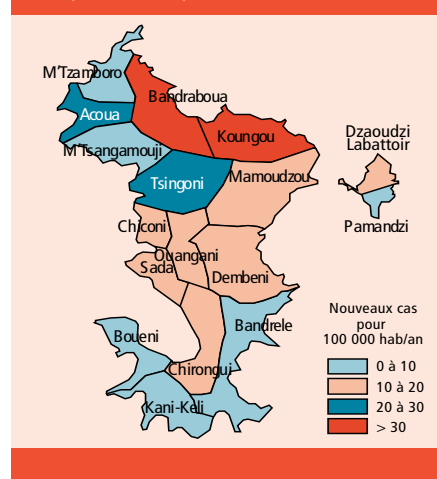 M'Tzamboro
Bandraboua
Acoua
Koungou
M'Tsangamouji
Dzaoudzi
Labattoir
Tsingoni
Mamoudzou
Pamandzi
Chiconi
Ouangani
Sada
Dembeni
Bandrele
Boueni
Chirongui
Kani-Keli
Nouveaux cas
pour
100 000 hab/an
0 à 10
10 à 20
20 à 30
> 30